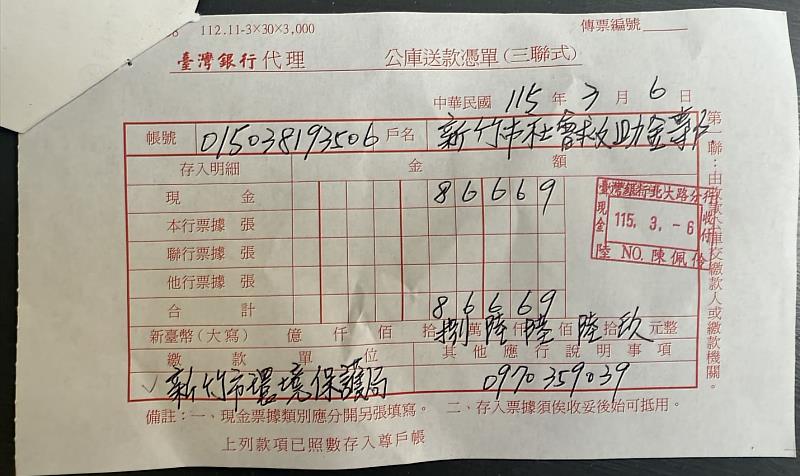 112.11-3×30×3,000
傳票編號
臺灣銀行代理 公庫送款憑單(三聯式)
中華民國 115 年 3 月 6 日
帳號 015038193506 戶名 新竹市社會救助金專戶
存入明細 金 額
現 金 86669
本行票據 張
聯行票據 張
他行票據 張
合 計 86669
新臺幣(大寫) 億 仟 佰 拾 捌萬 陸仟 陸佰 陸拾 玖元整
繳 款 單 位 其 他 應 行 說 明 事 項
新竹市環境保護局 0970359039
備註:一、現金票據類別應分開另張填寫。 二、存入票據須俟收妥後始可抵用。
上列款項已照數存入尊戶帳
臺灣銀行北大路分行
現金收付
115. 3. -6
陸 NO. 陳佩伶
第一聯:由收款公庫交繳款人或繳款機關。